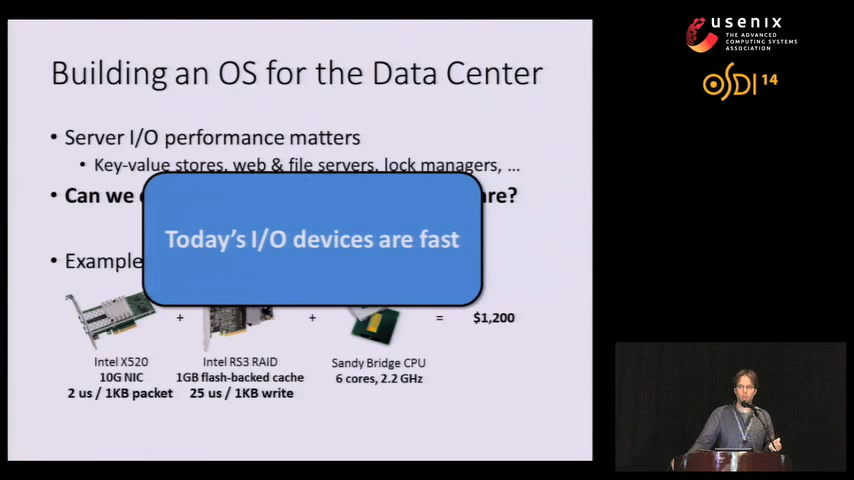 usenix
THE ADVANCED
COMPUTING SYSTEMS
ASSOCIATION
OSDI 14
Building an OS for the Data Center
• Server I/O performance matters
• Key-value stores, web & file servers, lock managers, ...
• Can we
Today's I/O devices are fast
• Example
+ + = $1,200
Intel X520 Intel RS3 RAID Sandy Bridge CPU
10G NIC 1GB flash-backed cache 6 cores, 2.2 GHz
2 us / 1KB packet 25 us / 1KB write